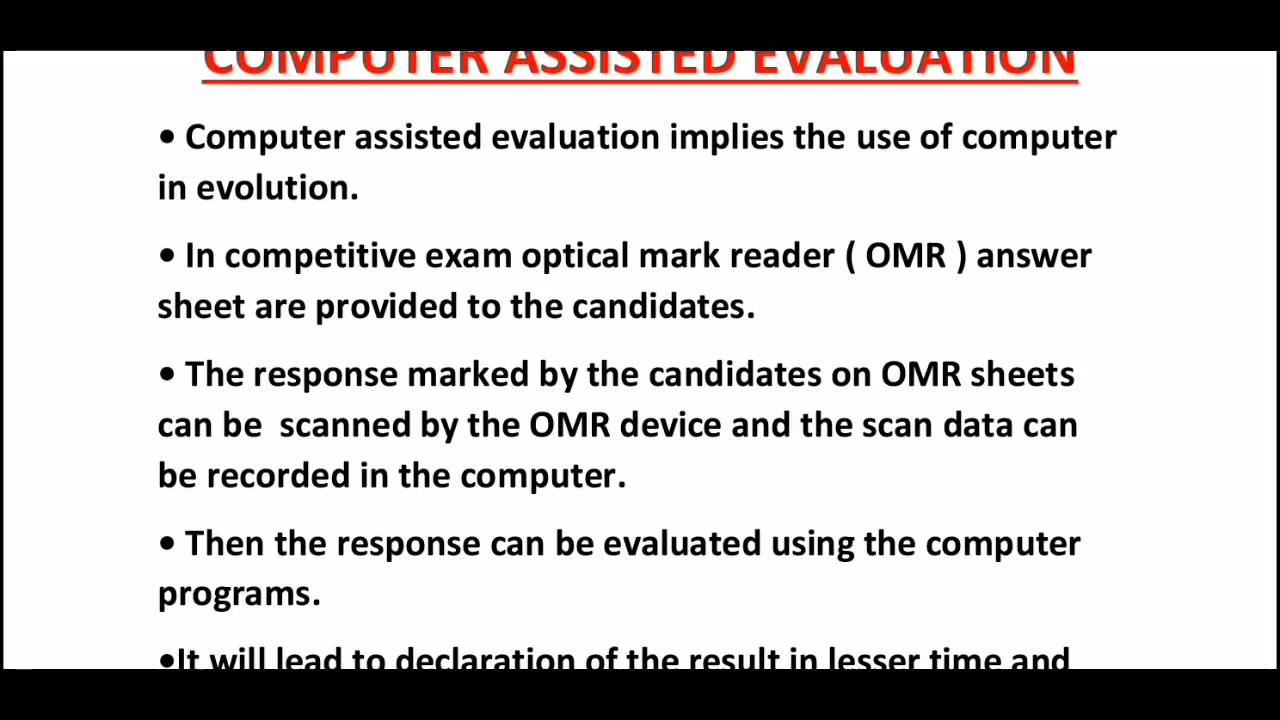 COMPUTER ASSISTED EVALUATION
• Computer assisted evaluation implies the use of computer
in evolution.
• In competitive exam optical mark reader ( OMR ) answer
sheet are provided to the candidates.
• The response marked by the candidates on OMR sheets
can be  scanned by the OMR device and the scan data can
be recorded in the computer.
• Then the response can be evaluated using the computer
programs.
•It will lead to declaration of the result in lesser time and